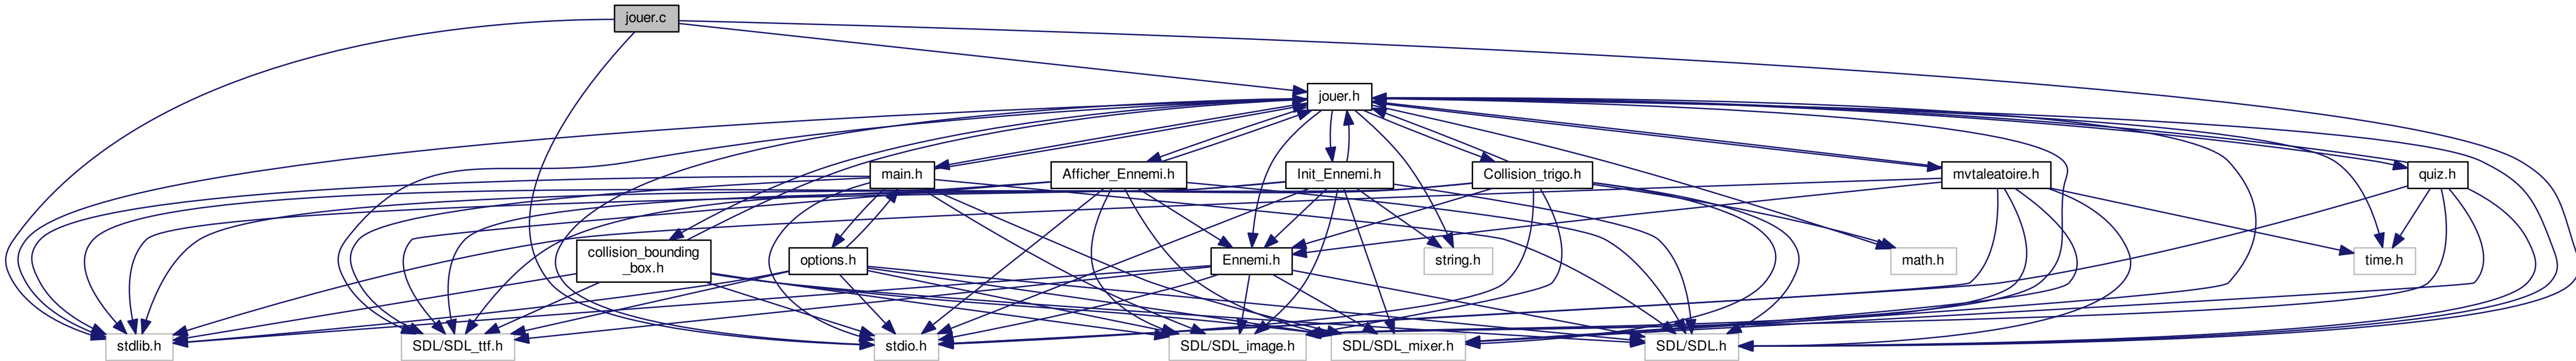 jouer.c
jouer.h
main.h
Afficher_Ennemi.h
Init_Ennemi.h
Collision_trigo.h
mvtaleatoire.h
quiz.h
collision_bounding
_box.h
options.h
Ennemi.h
string.h
math.h
time.h
stdlib.h
SDL/SDL_ttf.h
stdio.h
SDL/SDL_image.h
SDL/SDL_mixer.h
SDL/SDL.h